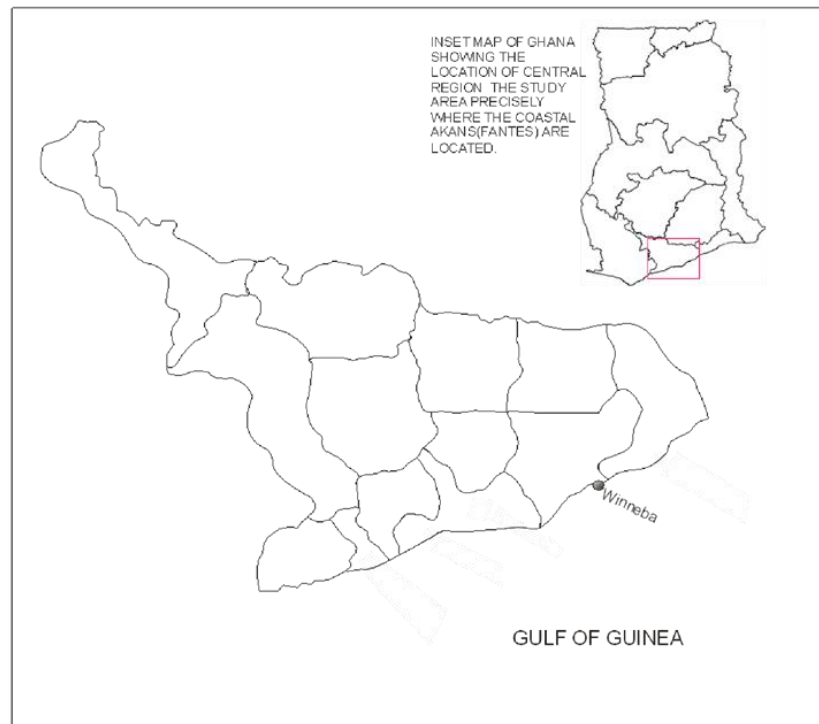 INSET MAP OF GHANA
SHOWING THE
LOCATION OF CENTRAL
REGION THE STUDY
AREA PRECISELY
WHERE THE COASTAL
AKANS(FANTES) ARE
LOCATED.
Winneba
GULF OF GUINEA